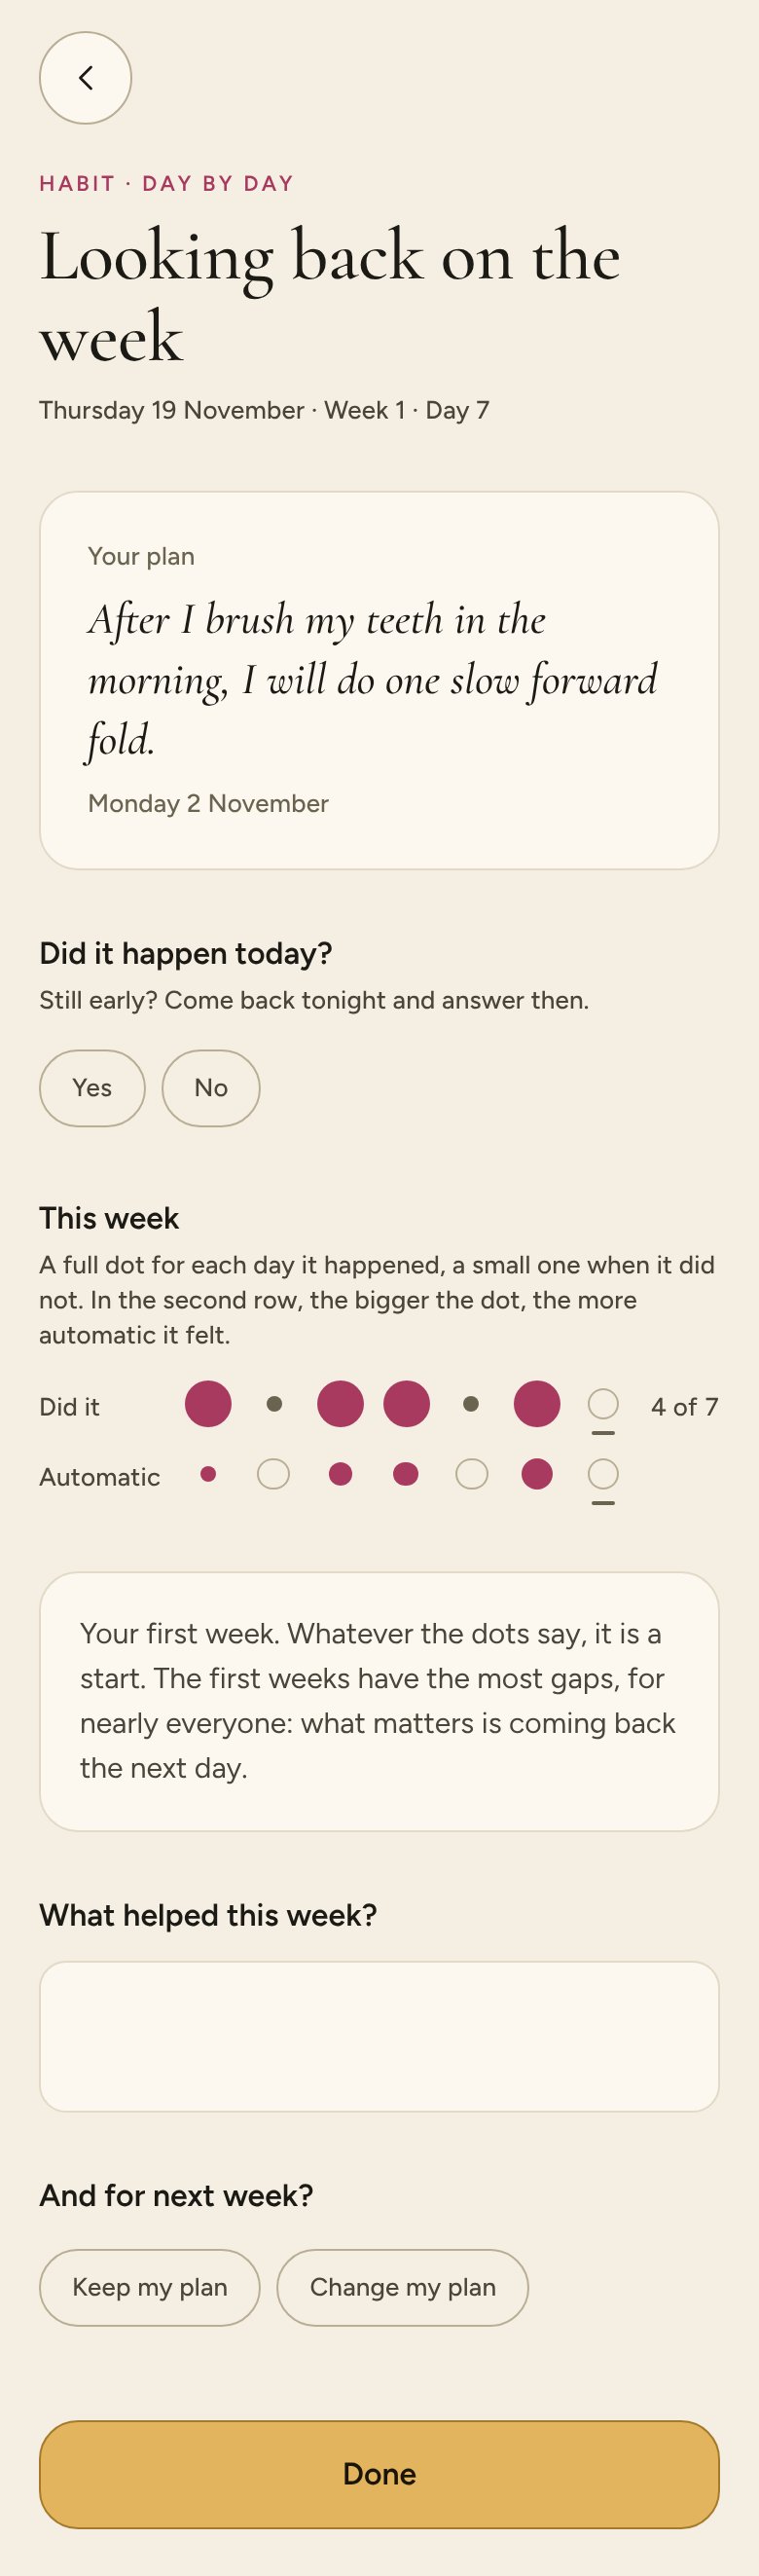 HABIT · DAY BY DAY
Looking back on the
week
Thursday 19 November · Week 1 · Day 7
Your plan
After I brush my teeth in the
morning, I will do one slow forward
fold.
Monday 2 November
Did it happen today?
Still early? Come back tonight and answer then.
Yes
No
This week
A full dot for each day it happened, a small one when it did
not. In the second row, the bigger the dot, the more
automatic it felt.
Did it
4 of 7
Automatic
Your first week. Whatever the dots say, it is a
start. The first weeks have the most gaps, for
nearly everyone: what matters is coming back
the next day.
What helped this week?
And for next week?
Keep my plan
Change my plan
Done